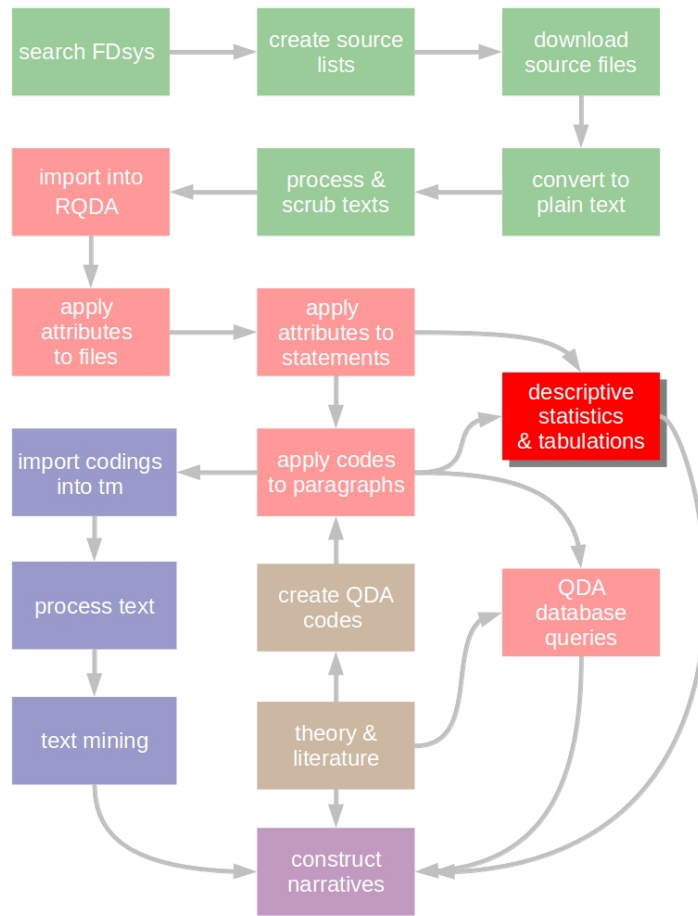 search FDsys
create source
lists
download
source files
import into
RQDA
process &
scrub texts
convert to
plain text
apply
attributes
to files
apply
attributes to
statements
descriptive
statistics
& tabulations
import codings
into tm
apply codes
to paragraphs
process text
create QDA
codes
QDA
database
queries
text mining
theory &
literature
construct
narratives